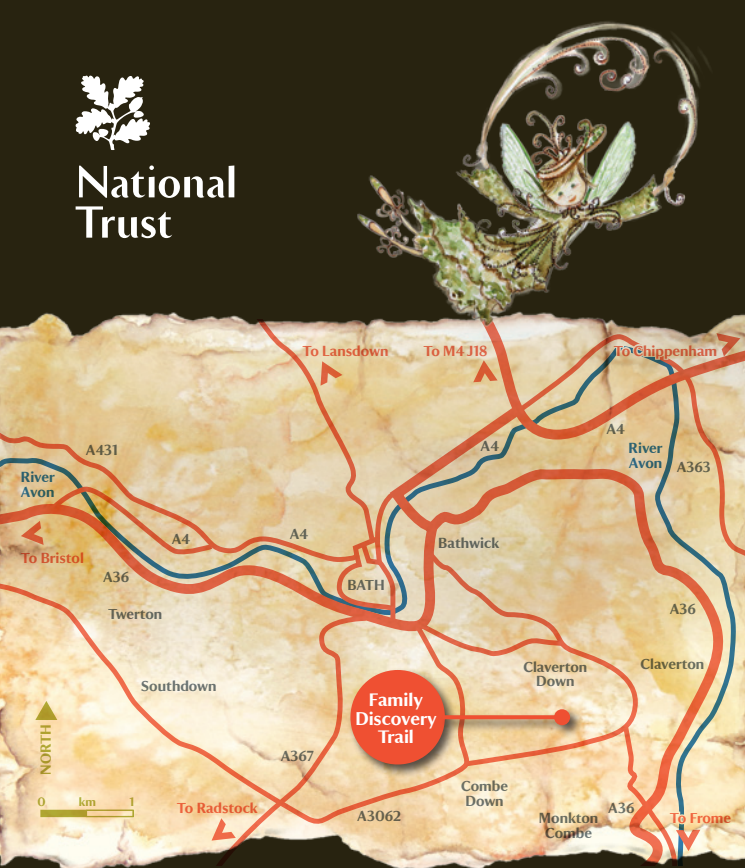 National
Trust
To Lansdown
To M4 J18
To Chippenham
A431
A4
A4
River
Avon
A363
River
Avon
A4
A4
To Bristol
Bathwick
A36
BATH
Twerton
A36
Claverton
Down
Claverton
Southdown
Family
Discovery
Trail
NORTH
A367
Combe
Down
0 km 1
To Radstock
A3062
Monkton
Combe
A36
To Frome